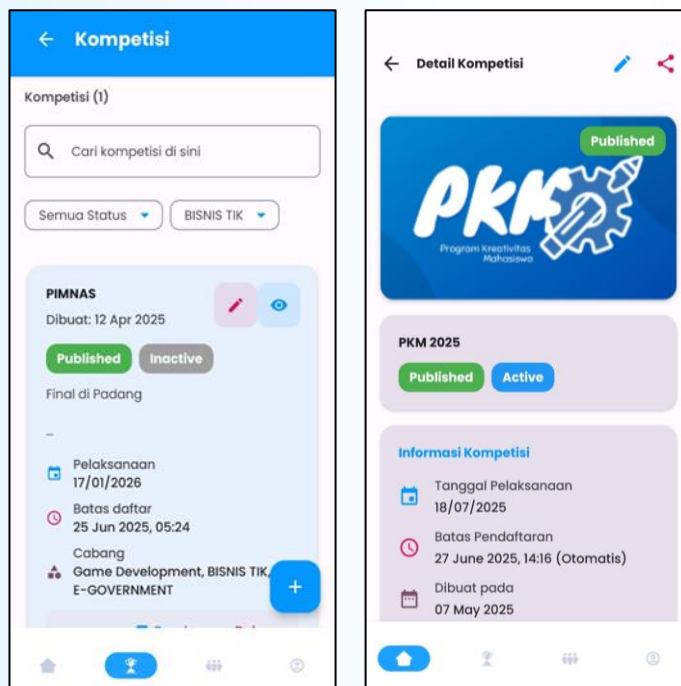 Kompetisi
Kompetisi (1)
Cari kompetisi di sini
Semua Status
BISNIS TIK
PIMNAS
Dibuat: 12 Apr 2025
Published
Inactive
Final di Padang
–
Pelaksanaan
17/01/2026
Batas daftar
25 Jun 2025, 05:24
Cabang
Game Development, BISNIS TIK,
E-GOVERNMENT
Detail Kompetisi
Published
PKM
Program Kreativitas
Mahasiswa
PKM 2025
Published
Active
Informasi Kompetisi
Tanggal Pelaksanaan
18/07/2025
Batas Pendaftaran
27 June 2025, 14:16 (Otomatis)
Dibuat pada
07 May 2025